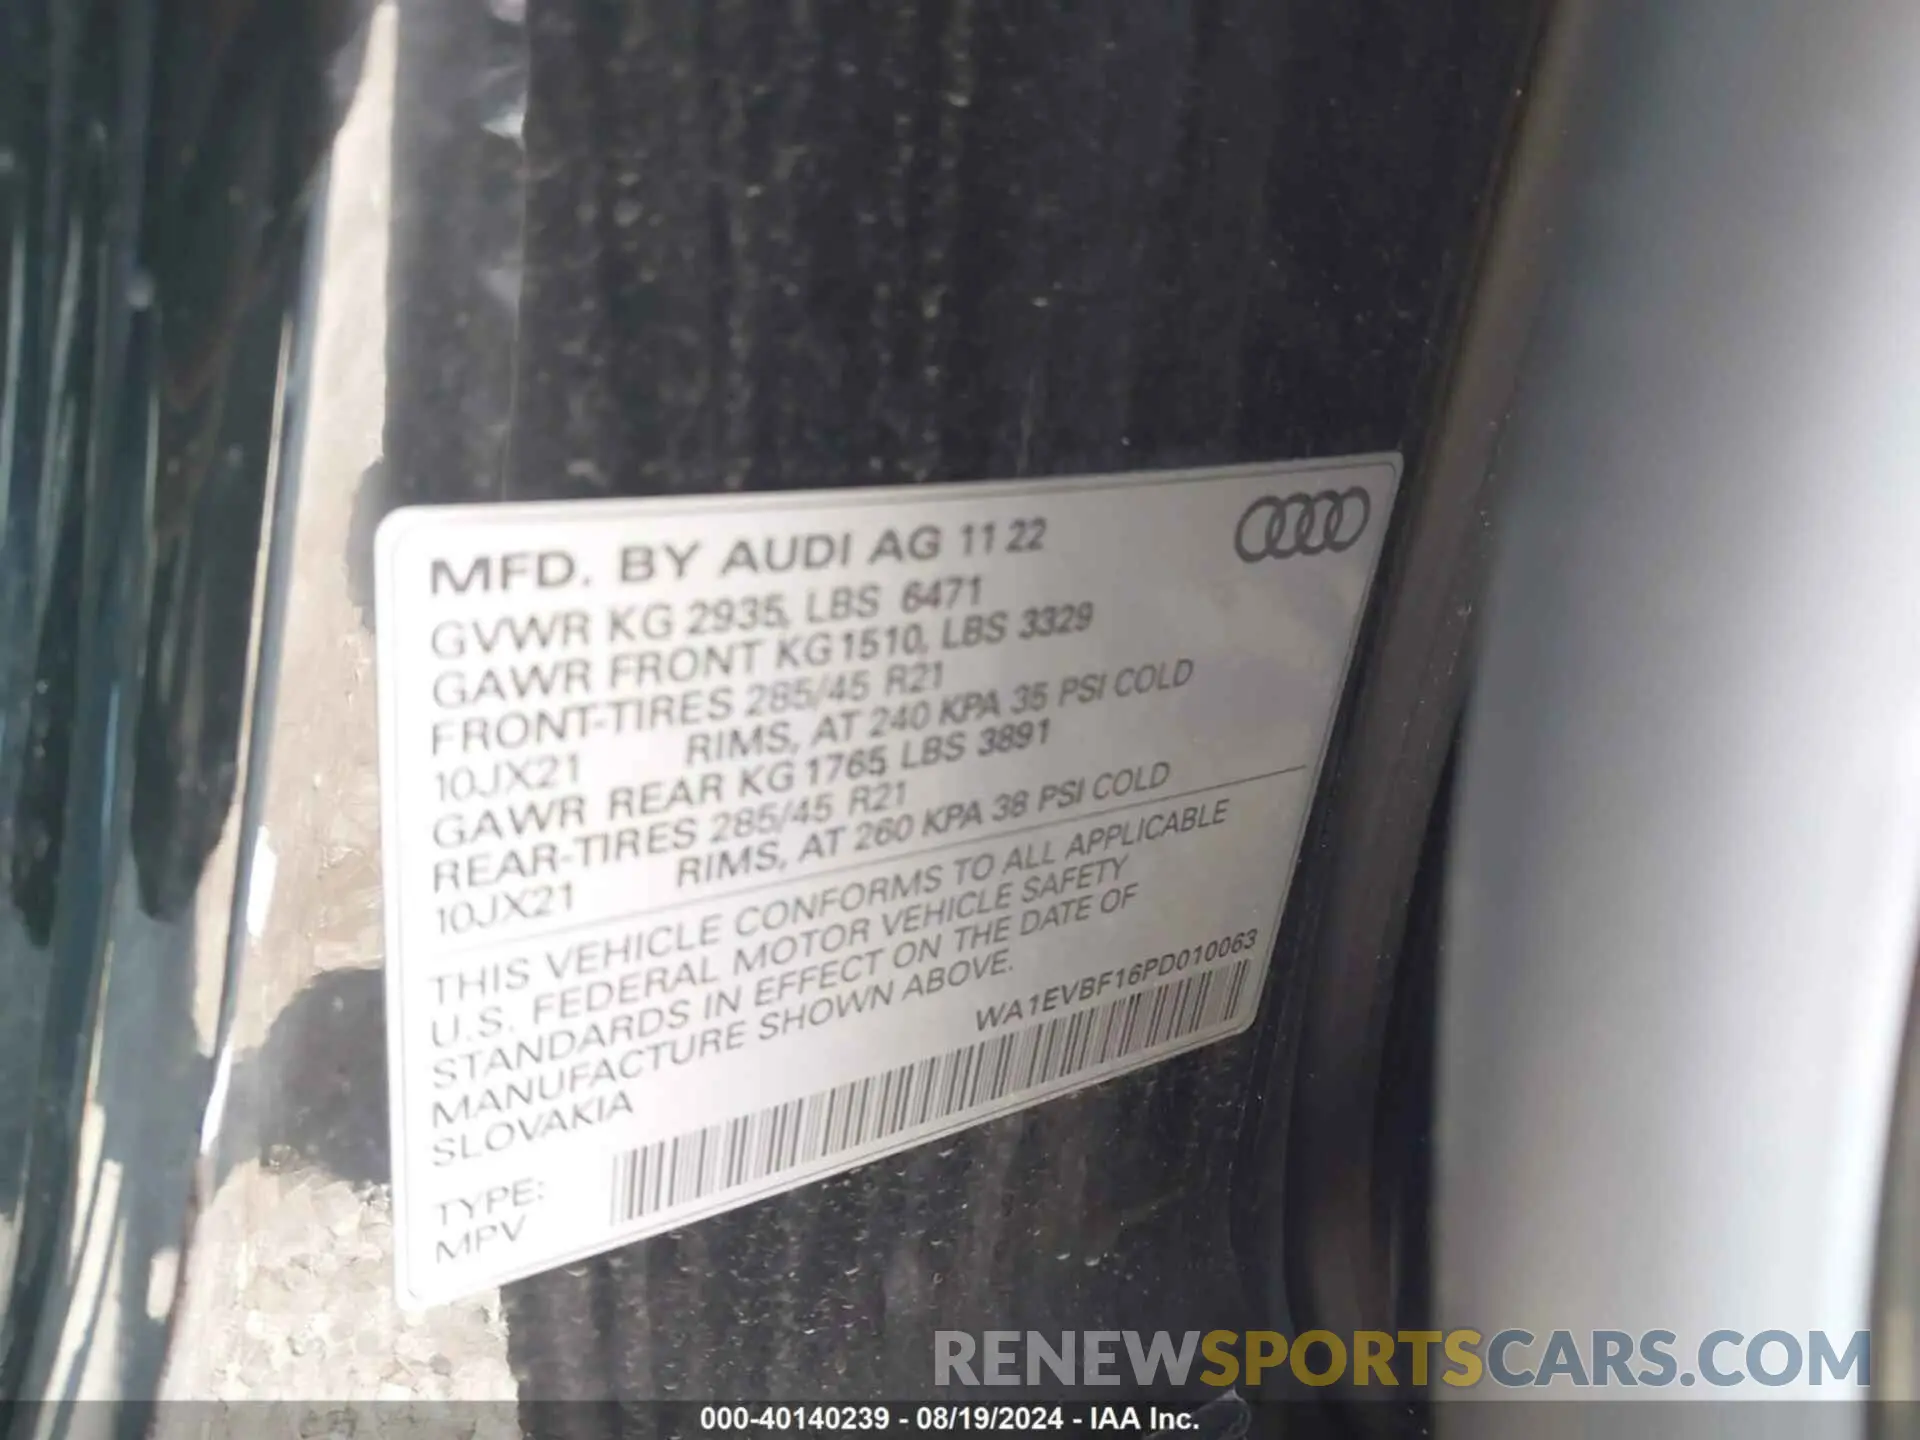 MFD. BY AUDI AG 11 22
GVWR KG 2935, LBS 6471
GAWR FRONT KG 1510, LBS 3329
FRONT-TIRES 285/45 R21
10JX21 RIMS, AT 240 KPA 35 PSI COLD
GAWR REAR KG 1765, LBS 3891
REAR-TIRES 285/45 R21
10JX21 RIMS, AT 260 KPA 38 PSI COLD
THIS VEHICLE CONFORMS TO ALL APPLICABLE
U.S. FEDERAL MOTOR VEHICLE SAFETY
STANDARDS IN EFFECT ON THE DATE OF
MANUFACTURE SHOWN ABOVE.
SLOVAKIA
WA1EVBF16PD010063
TYPE:
MPV
RENEWSPORTSCARS.COM
000-40140239 - 08/19/2024 - IAA Inc.